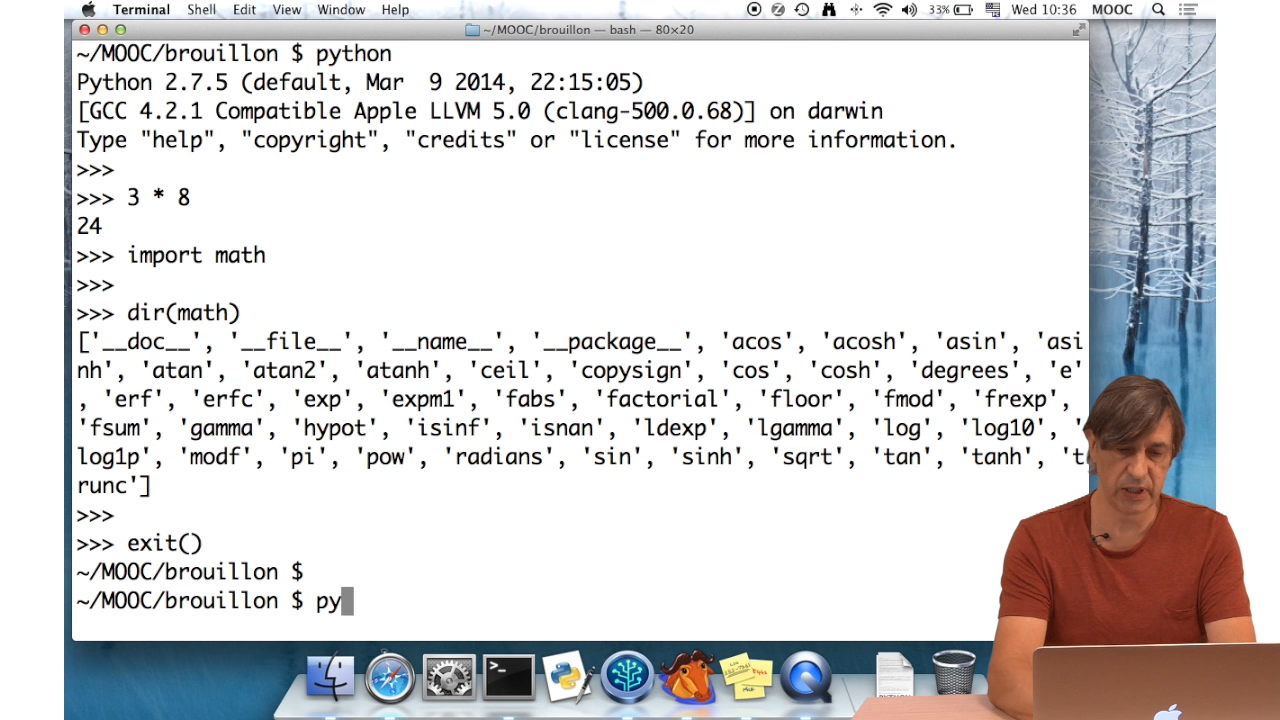 Terminal Shell Edit View Window Help 33% Wed 10:36 MOOC
~/MOOC/brouillon — bash — 80×20
~/MOOC/brouillon $ python
Python 2.7.5 (default, Mar  9 2014, 22:15:05)
[GCC 4.2.1 Compatible Apple LLVM 5.0 (clang-500.0.68)] on darwin
Type "help", "copyright", "credits" or "license" for more information.
>>>
>>> 3 * 8
24
>>> import math
>>>
>>> dir(math)
['__doc__', '__file__', '__name__', '__package__', 'acos', 'acosh', 'asin', 'asi
nh', 'atan', 'atan2', 'atanh', 'ceil', 'copysign', 'cos', 'cosh', 'degrees', 'e'
, 'erf', 'erfc', 'exp', 'expm1', 'fabs', 'factorial', 'floor', 'fmod', 'frexp',
'fsum', 'gamma', 'hypot', 'isinf', 'isnan', 'ldexp', 'lgamma', 'log', 'log10', '
log1p', 'modf', 'pi', 'pow', 'radians', 'sin', 'sinh', 'sqrt', 'tan', 'tanh', 't
runc']
>>>
>>> exit()
~/MOOC/brouillon $
~/MOOC/brouillon $ py